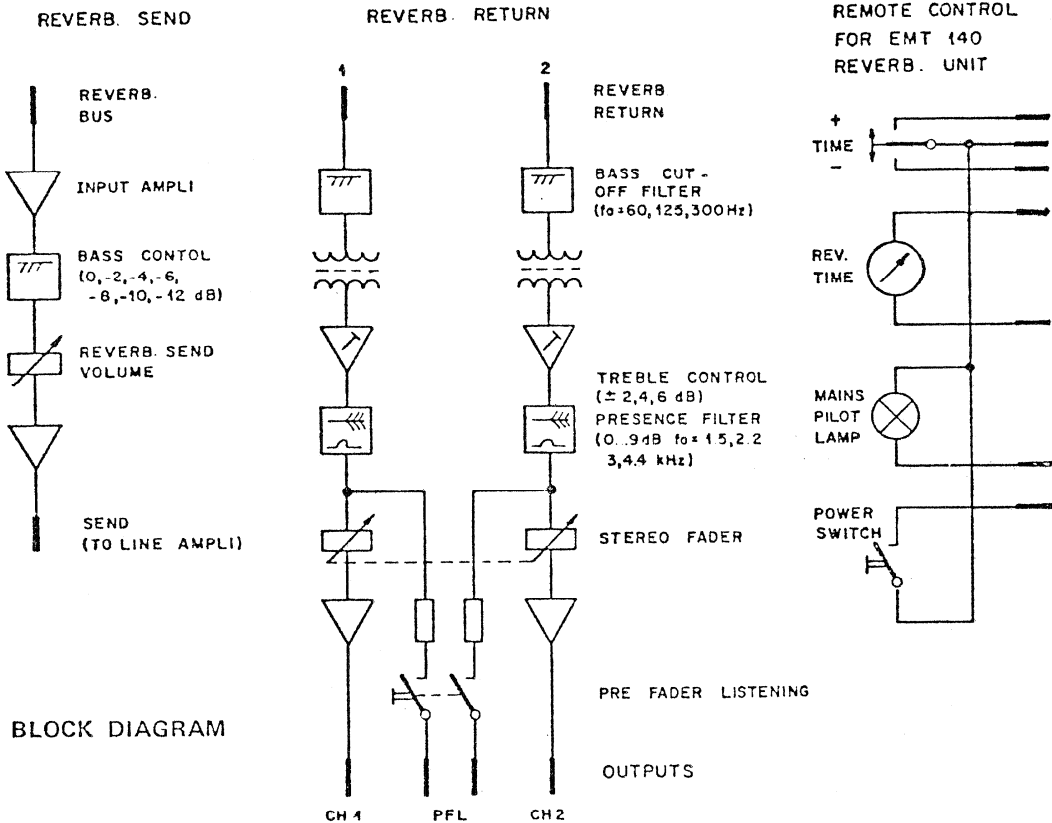 REVERB. SEND
REVERB.
BUS
INPUT AMPLI
BASS CONTOL
(0,-2,-4,-6,
-8,-10,-12 dB)
REVERB. SEND
VOLUME
SEND
(TO LINE AMPLI)
BLOCK DIAGRAM
REVERB. RETURN
1
2
REVERB
RETURN
BASS CUT-
OFF FILTER
(fo=60,125,300Hz)
TREBLE CONTROL
(± 2,4,6 dB)
PRESENCE FILTER
(0...9dB fo= 1.5,2.2
3,4.4 kHz)
STEREO FADER
PRE FADER LISTENING
OUTPUTS
CH 1
PFL
CH 2
REMOTE CONTROL
FOR EMT 140
REVERB. UNIT
+
TIME
-
REV.
TIME
MAINS
PILOT
LAMP
POWER
SWITCH